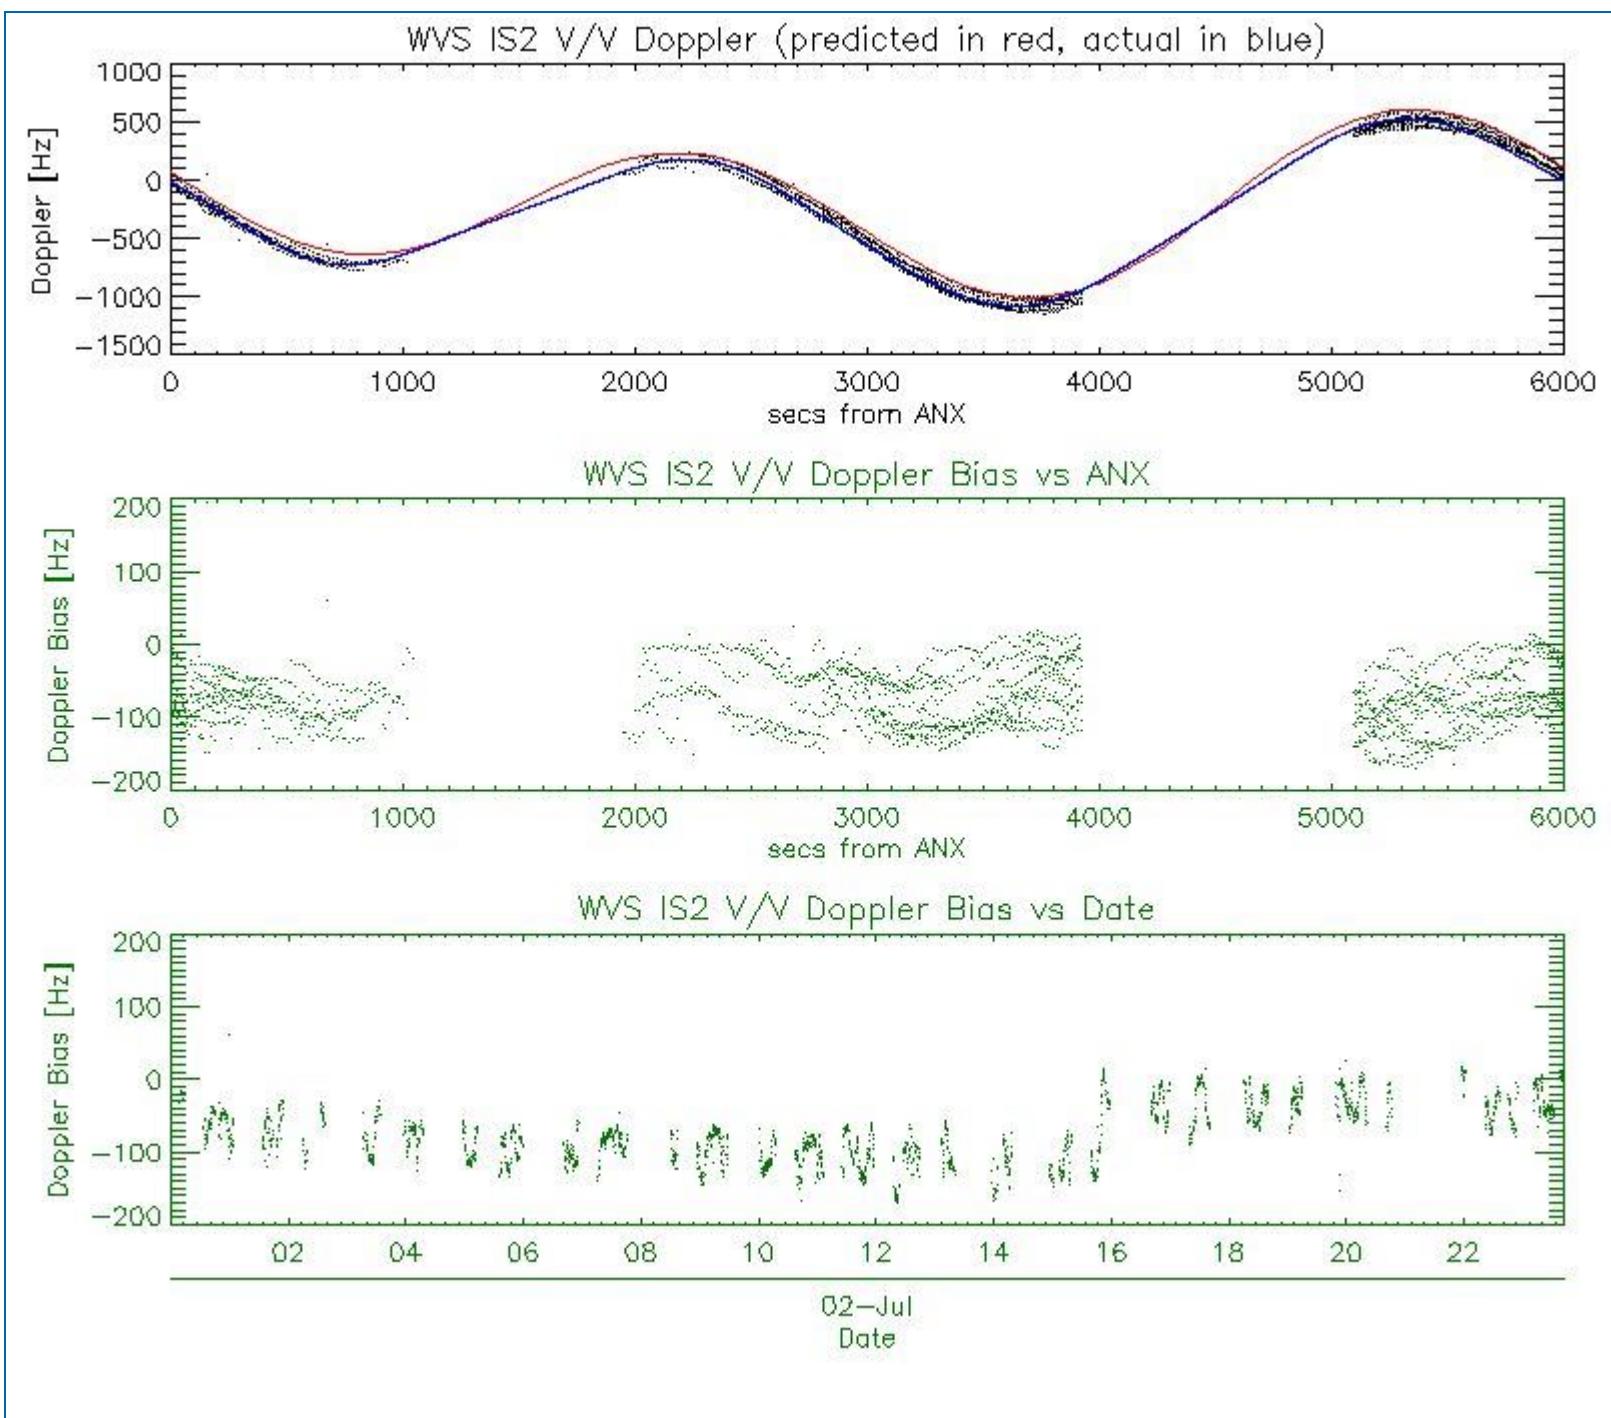 WVS IS2 V/V Doppler (predicted in red, actual in blue)
1000
500
0
-500
-1000
-1500
Doppler [Hz]
0 1000 2000 3000 4000 5000 6000
secs from ANX
WVS IS2 V/V Doppler Bias vs ANX
200
100
0
-100
-200
Doppler Bias [Hz]
0 1000 2000 3000 4000 5000 6000
secs from ANX
WVS IS2 V/V Doppler Bias vs Date
200
100
0
-100
-200
Doppler Bias [Hz]
02 04 06 08 10 12 14 16 18 20 22
02-Jul
Date